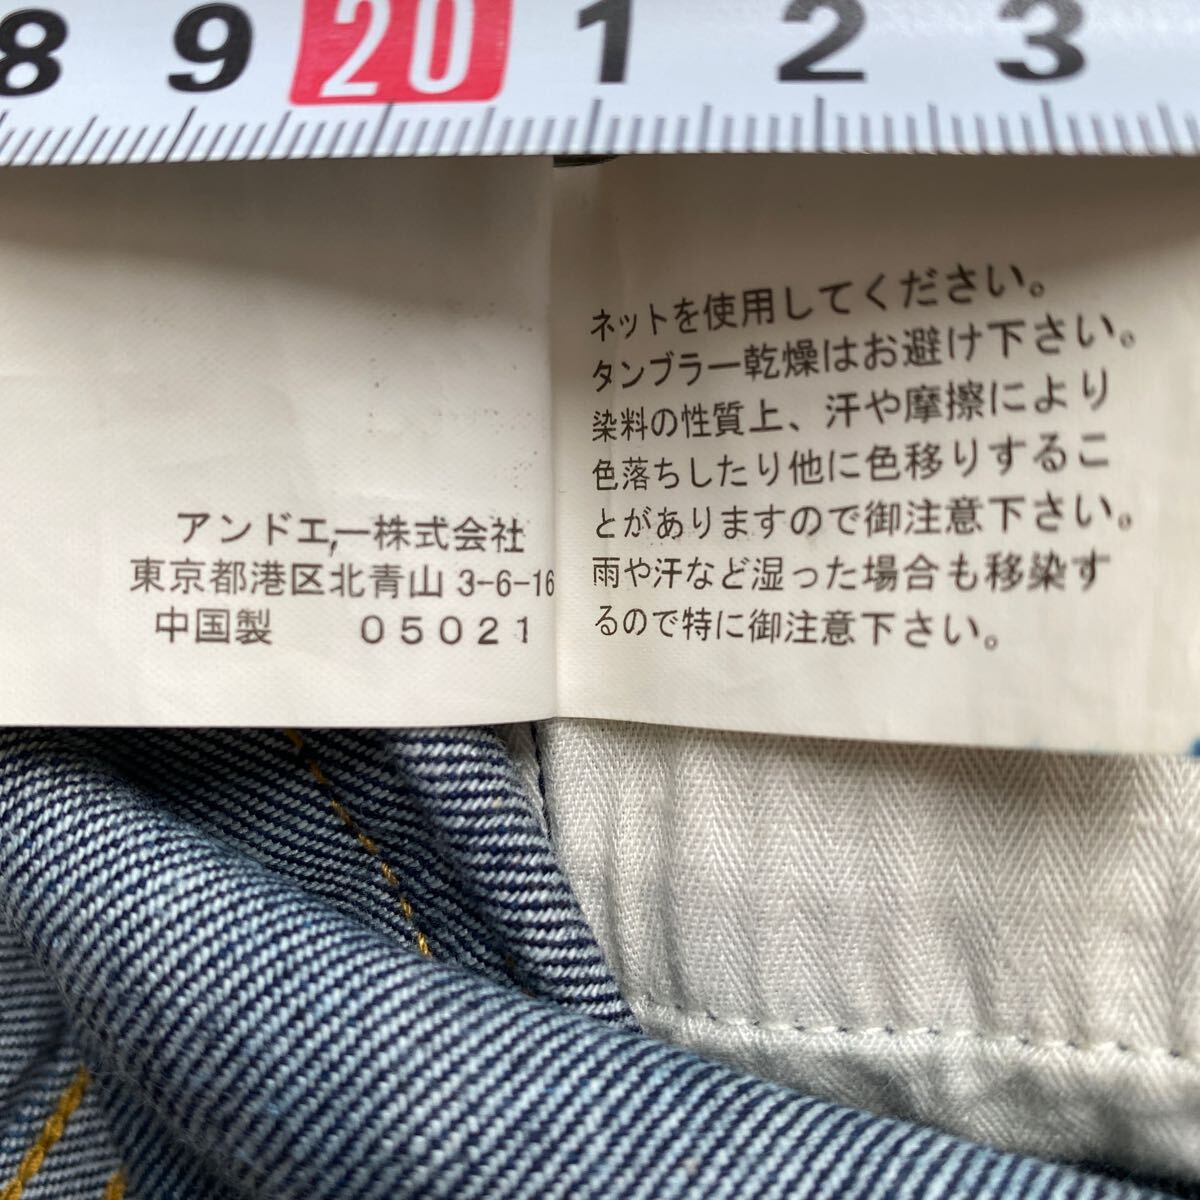 8 9 20 1 2 3
アンドエー株式会社
東京都港区北青山 3-6-16
中国製 05021
ネットを使用してください。
タンブラー乾燥はお避け下さい。
染料の性質上、汗や摩擦により
色落ちしたり他に色移りするこ
とがありますので御注意下さい。
雨や汗など湿った場合も移染す
るので特に御注意下さい。